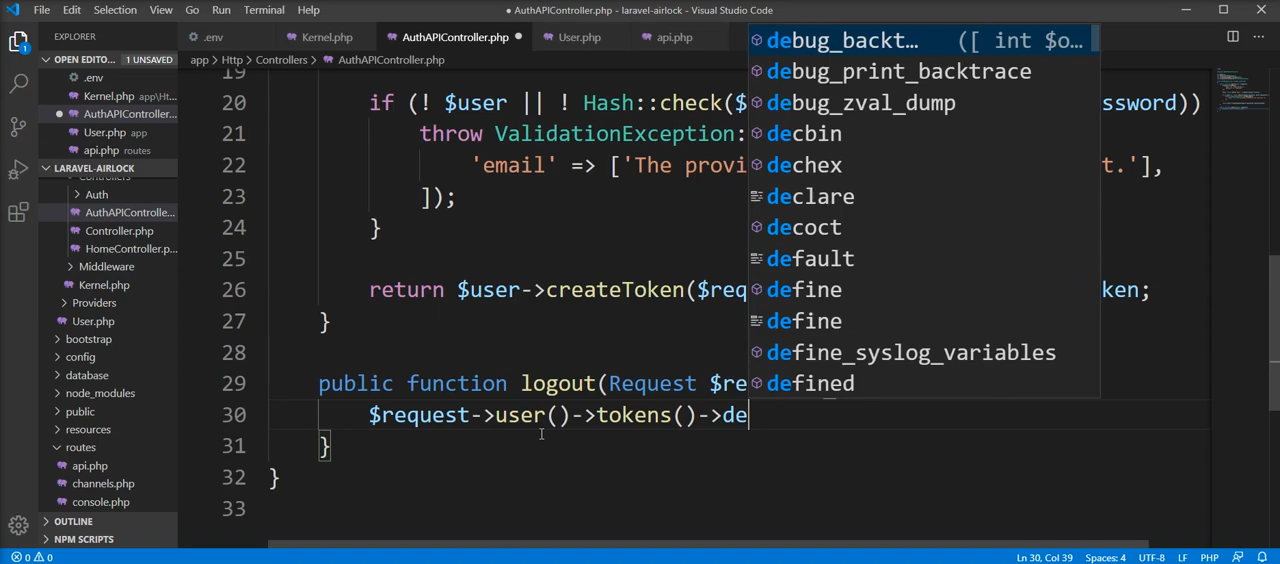 File Edit Selection View Go Run Terminal Help
● AuthAPIController.php - laravel-airlock - Visual Studio Code
EXPLORER
OPEN EDITO... 1 UNSAVED
.env
Kernel.php app\Ht...
AuthAPIController...
User.php app
api.php routes
LARAVEL-AIRLOCK
Controllers
Auth
AuthAPIControlle...
Controller.php
HomeController.p...
Middleware
Kernel.php
Providers
User.php
bootstrap
config
database
node_modules
public
resources
routes
api.php
channels.php
console.php
OUTLINE
NPM SCRIPTS
.env Kernel.php AuthAPIController.php ● User.php api.php
app > Http > Controllers > AuthAPIController.php
19
20 if (! $user || ! Hash::check($ password))
21 throw ValidationException:
22 'email' => ['The provi t.'],
23 ]);
24 }
25
26 return $user->createToken($req ken;
27 }
28
29 public function logout(Request $re
30 $request->user()->tokens()->de
31 }
32 }
33
debug_backt... ([ int $o...
debug_print_backtrace
debug_zval_dump
decbin
dechex
declare
decoct
default
define
define
define_syslog_variables
defined
1
0 0 Ln 30, Col 39 Spaces: 4 UTF-8 LF PHP